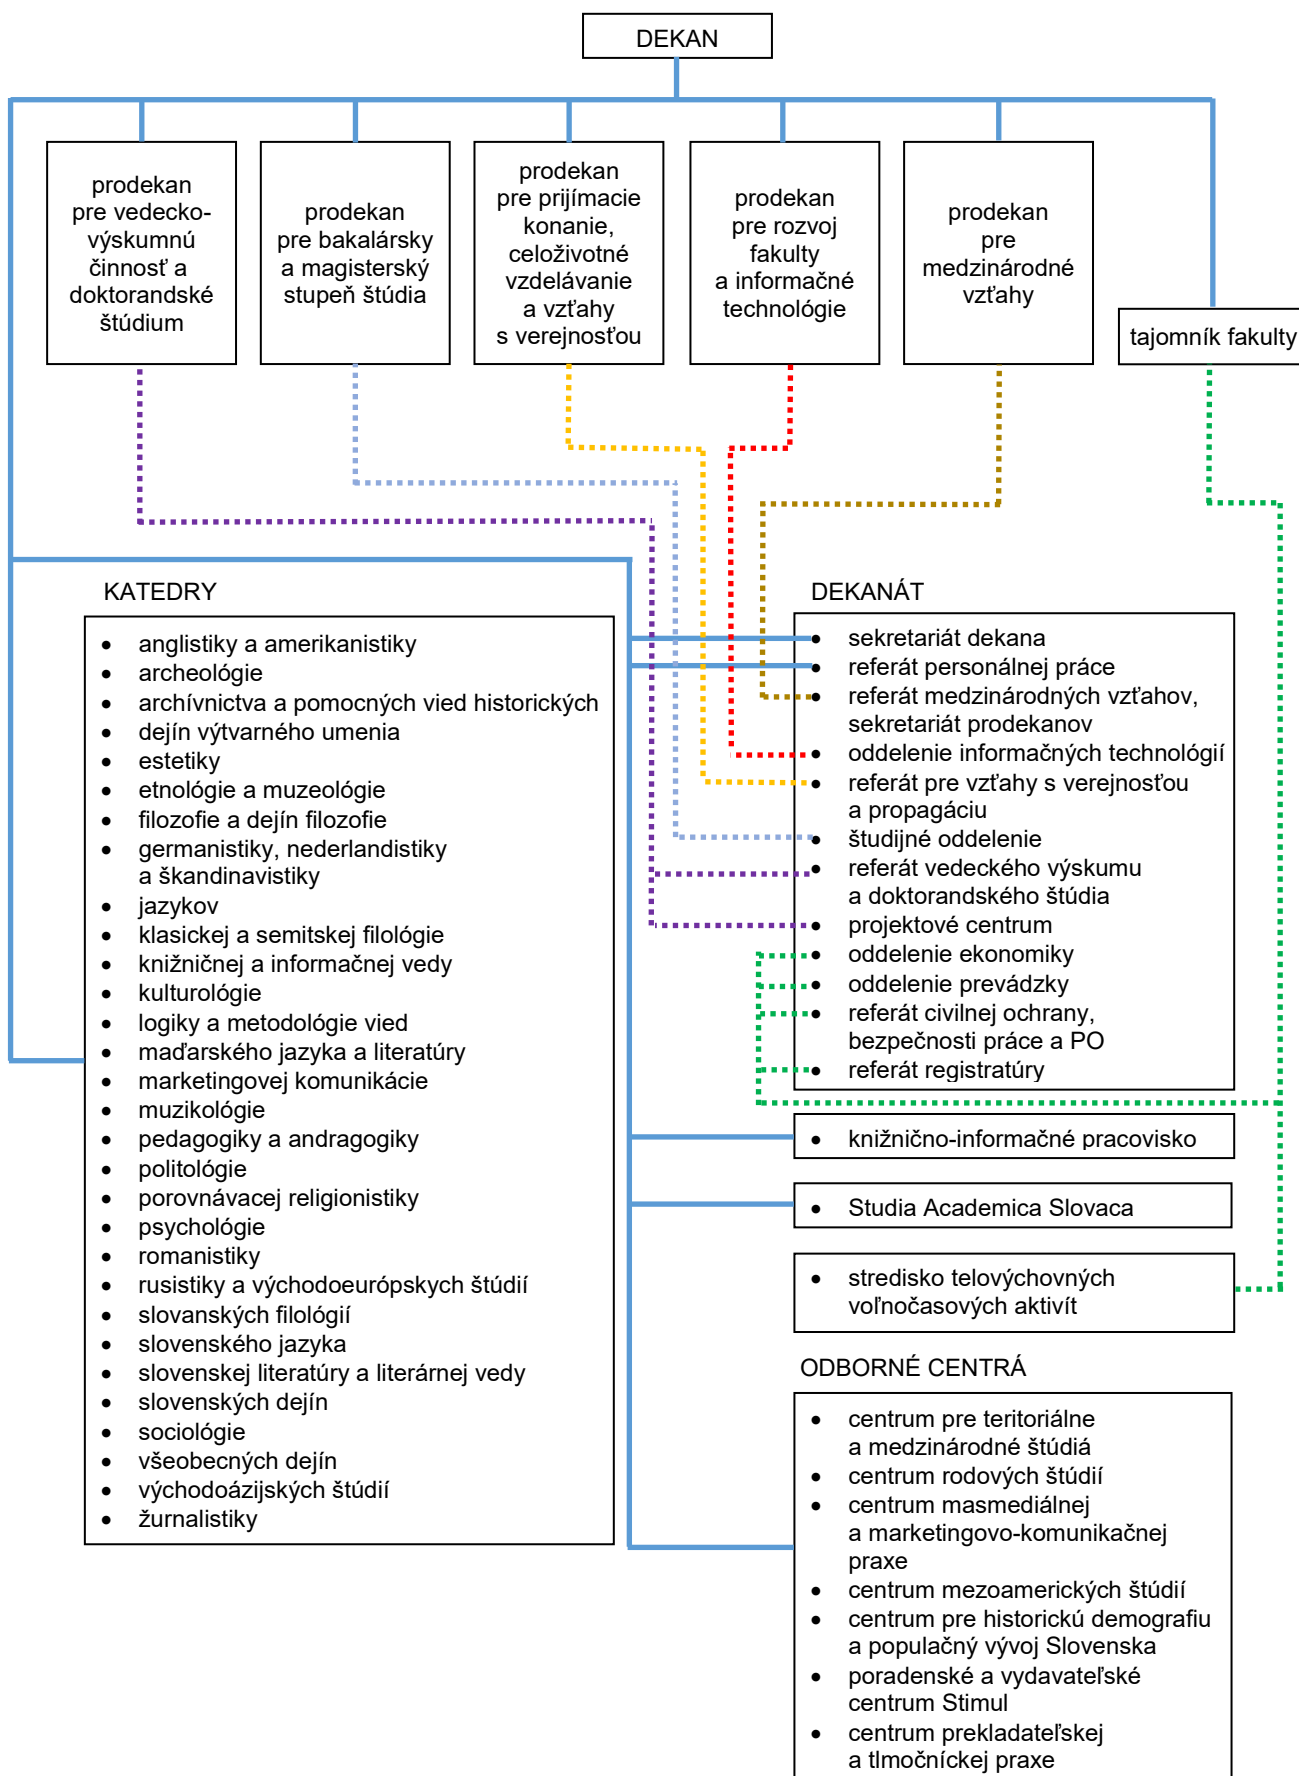 DEKAN
prodekan
pre vedecko-
výskumnú
činnosť a
doktorandské
štúdium
prodekan
pre bakalársky
a magisterský
stupeň štúdia
prodekan
pre prijímacie
konanie,
celoživotné
vzdelávanie
a vzťahy
s verejnosťou
prodekan
pre rozvoj
fakulty
a informačné
technológie
prodekan
pre
medzinárodné
vzťahy
tajomník fakulty
KATEDRY
• anglistiky a amerikanistiky
• archeológie
• archívnictva a pomocných vied historických
• dejín výtvarného umenia
• estetiky
• etnológie a muzeológie
• filozofie a dejín filozofie
• germanistiky, nederlandistiky
a škandinavistiky
• jazykov
• klasickej a semitskej filológie
• knižničnej a informačnej vedy
• kulturológie
• logiky a metodológie vied
• maďarského jazyka a literatúry
• marketingovej komunikácie
• muzikológie
• pedagogiky a andragogiky
• politológie
• porovnávacej religionistiky
• psychológie
• romanistiky
• rusistiky a východoeurópskych štúdií
• slovanských filológií
• slovenského jazyka
• slovenskej literatúry a literárnej vedy
• slovenských dejín
• sociológie
• všeobecných dejín
• východoázijských štúdií
• žurnalistiky
DEKANÁT
• sekretariát dekana
• referát personálnej práce
• referát medzinárodných vzťahov,
sekretariát prodekanov
• oddelenie informačných technológií
• referát pre vzťahy s verejnosťou
a propagáciu
• študijné oddelenie
• referát vedeckého výskumu
a doktorandského štúdia
• projektové centrum
• oddelenie ekonomiky
• oddelenie prevádzky
• referát civilnej ochrany,
bezpečnosti práce a PO
• referát registratúry
• knižnično-informačné pracovisko
• Studia Academica Slovaca
• stredisko telovýchovných
voľnočasových aktivít
ODBORNÉ CENTRÁ
• centrum pre teritoriálne
a medzinárodné štúdiá
• centrum rodových štúdií
• centrum masmediálnej
a marketingovo-komunikačnej
praxe
• centrum mezoamerických štúdií
• centrum pre historickú demografiu
a populačný vývoj Slovenska
• poradenské a vydavateľské
centrum Stimul
• centrum prekladateľskej
a tlmočníckej praxe